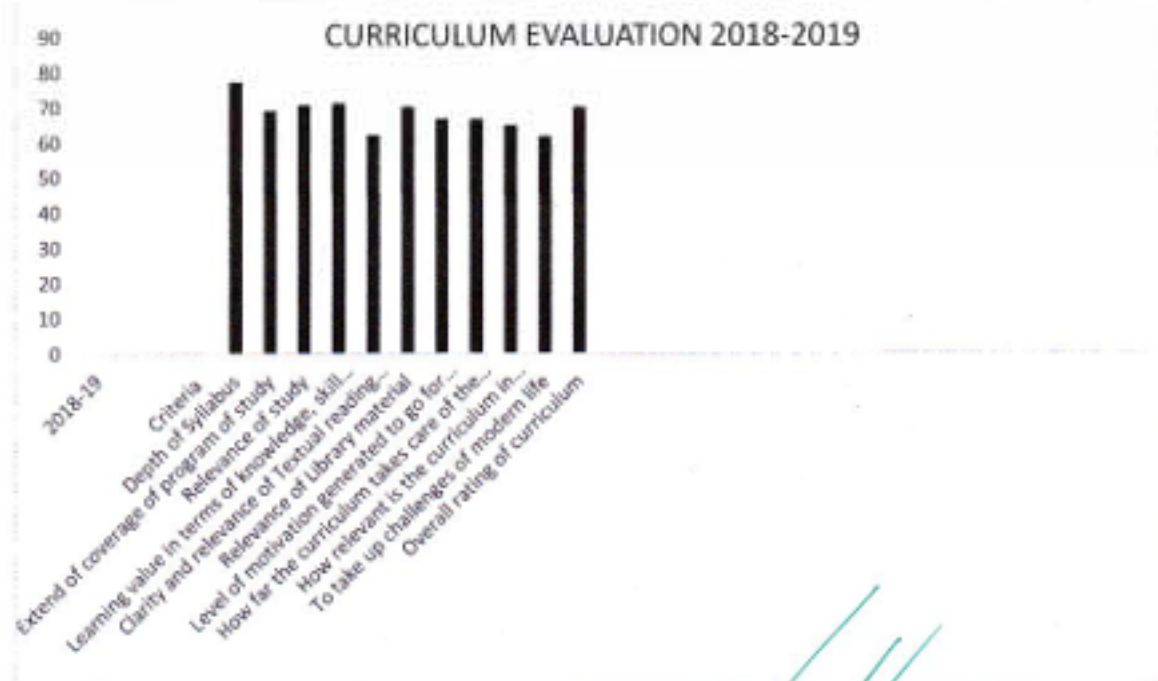 CURRICULUM EVALUATION 2018-2019
90
80
70
60
50
40
30
20
10
0
2018-19
Criteria
Depth of Syllabus
Extend of coverage of program of study
Relevance of study
Learning value in terms of knowledge, skill...
Clarity and relevance of Textual reading...
Relevance of Library material
Level of motivation generated to go for...
How far the curriculum takes care of the...
How relevant is the curriculum in...
To take up challenges of modern life
Overall rating of curriculum